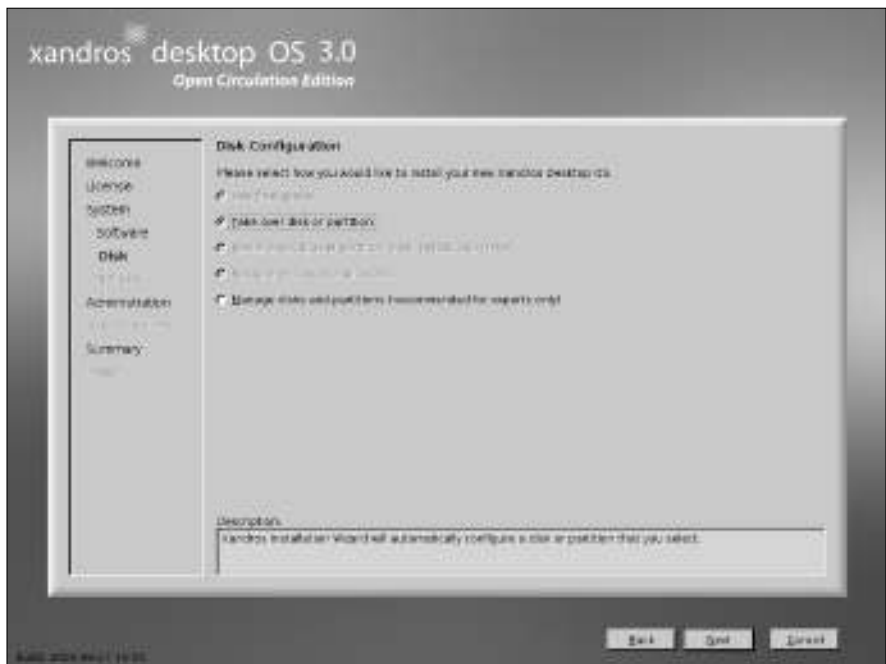 xandros desktop OS 3.0
Open Circulation Edition
Welcome
License
System
Software
Disk
Administration
Summary
Disk Configuration
Please select how you would like to install your new Xandros Desktop OS.
Take over disk or partition
Manage disks and partitions (recommended for experts only)
Description:
Xandros Installation Wizard will automatically configure a disk or partition that you select.
Back
Next
Cancel